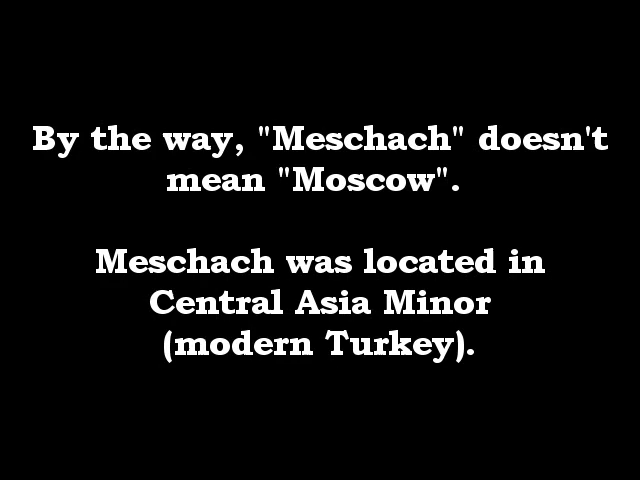 By the way, "Meschach" doesn't
mean "Moscow".
Meschach was located in
Central Asia Minor
(modern Turkey).